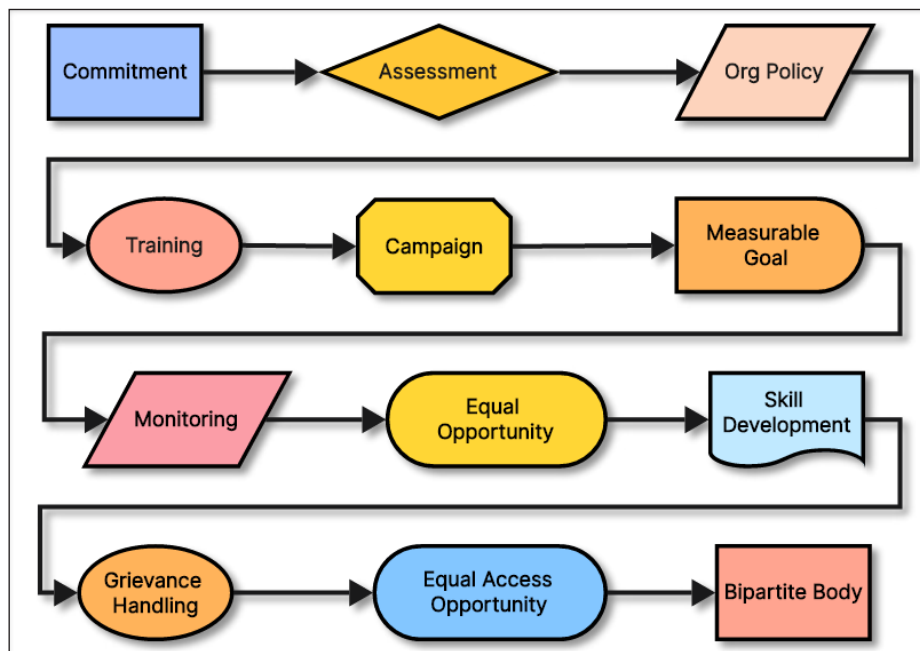 Commitment
Assessment
Org Policy
Training
Campaign
Measurable
Goal
Monitoring
Equal
Opportunity
Skill
Development
Grievance
Handling
Equal Access
Opportunity
Bipartite Body